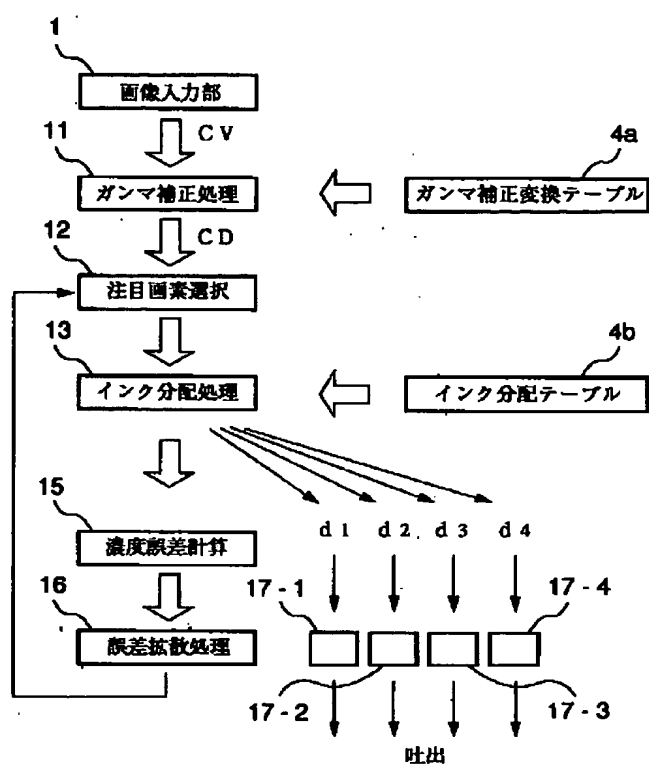 1
画像入力部
11
CV
4a
ガンマ補正処理
ガンマ補正変換テーブル
12
CD
注目画素選択
13
4b
インク分配処理
インク分配テーブル
15
d1 d2 d3 d4
濃度誤差計算
16
17-1
17-4
誤差拡散処理
17-2
17-3
吐出